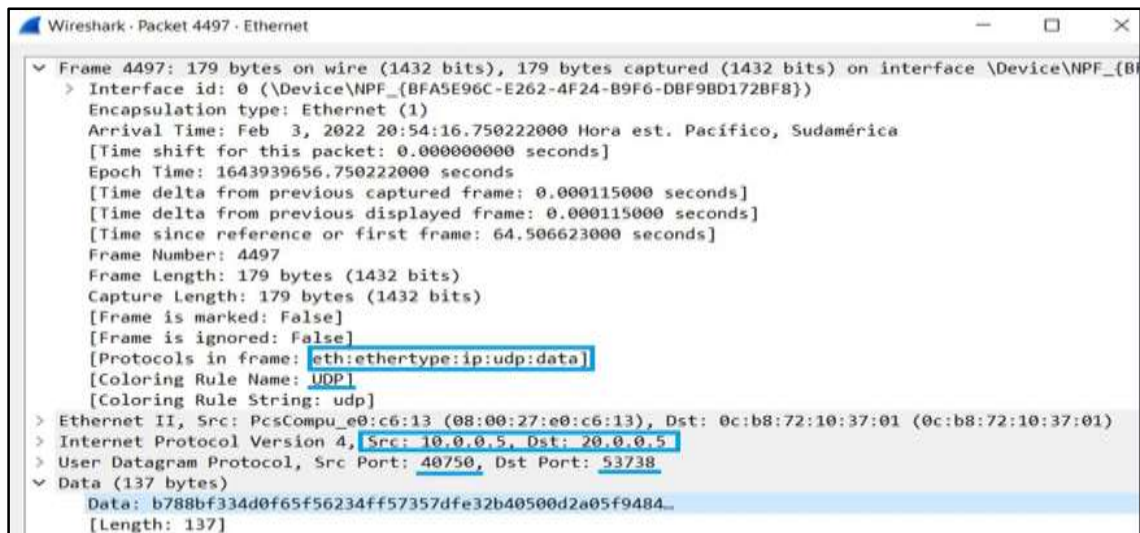 Wireshark · Packet 4497 · Ethernet
Frame 4497: 179 bytes on wire (1432 bits), 179 bytes captured (1432 bits) on interface \Device\NPF_{BF
Interface id: 0 (\Device\NPF_{BFA5E96C-E262-4F24-B9F6-DBF9BD172BF8})
Encapsulation type: Ethernet (1)
Arrival Time: Feb  3, 2022 20:54:16.750222000 Hora est. Pacífico, Sudamérica
[Time shift for this packet: 0.000000000 seconds]
Epoch Time: 1643939656.750222000 seconds
[Time delta from previous captured frame: 0.000115000 seconds]
[Time delta from previous displayed frame: 0.000115000 seconds]
[Time since reference or first frame: 64.506623000 seconds]
Frame Number: 4497
Frame Length: 179 bytes (1432 bits)
Capture Length: 179 bytes (1432 bits)
[Frame is marked: False]
[Frame is ignored: False]
[Protocols in frame: eth:ethertype:ip:udp:data]
[Coloring Rule Name: UDP]
[Coloring Rule String: udp]
Ethernet II, Src: PcsCompu_e0:c6:13 (08:00:27:e0:c6:13), Dst: 0c:b8:72:10:37:01 (0c:b8:72:10:37:01)
Internet Protocol Version 4, Src: 10.0.0.5, Dst: 20.0.0.5
User Datagram Protocol, Src Port: 40750, Dst Port: 53738
Data (137 bytes)
Data: b788bf334d0f65f56234ff57357dfe32b40500d2a05f9484…
[Length: 137]